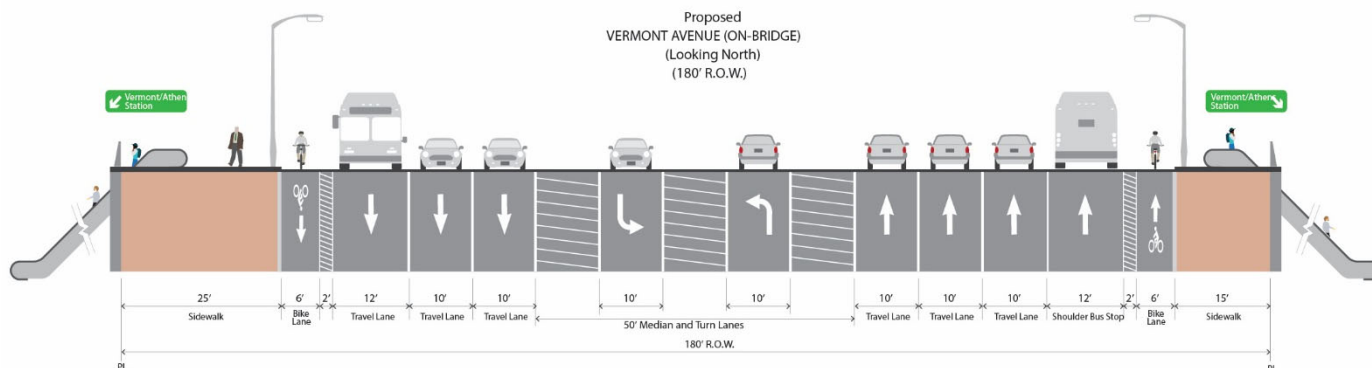 Proposed
VERMONT AVENUE (ON-BRIDGE)
(Looking North)
(180' R.O.W.)
Vermont/Athen
Station
Vermont/Athen
Station
25' 6' 2' 12' 10' 10' 10' 10' 10' 10' 10' 12' 2' 6' 15'
Sidewalk Bike Lane Travel Lane Travel Lane Travel Lane Travel Lane Travel Lane Travel Lane Shoulder Bus Stop Bike Lane Sidewalk
50' Median and Turn Lanes
180' R.O.W.